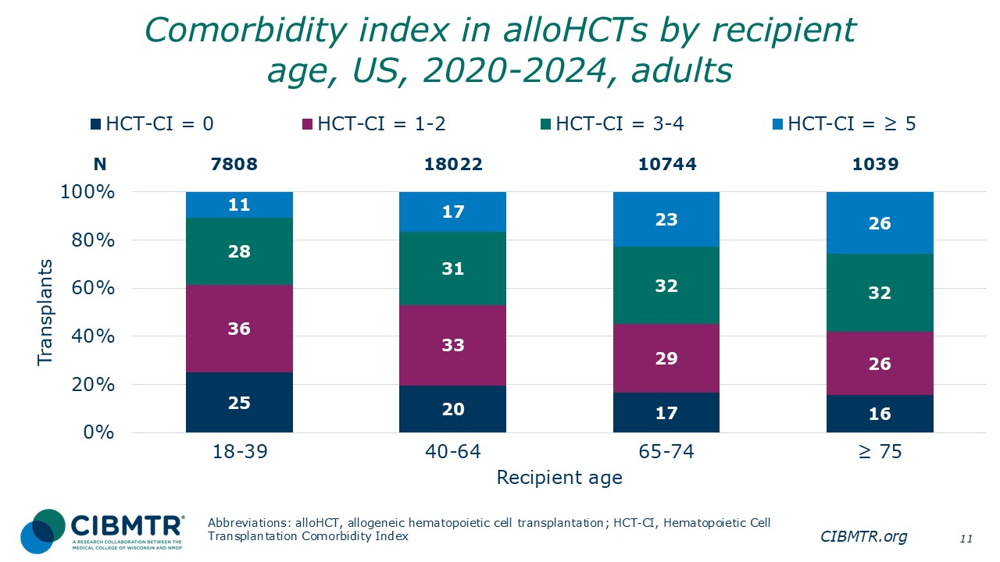 Comorbidity index in alloHCTs by recipient
age, US, 2020-2024, adults
HCT-CI = 0 HCT-CI = 1-2 HCT-CI = 3-4 HCT-CI = ≥ 5
N 7808 18022 10744 1039
100%
80%
60%
40%
20%
0%
Transplants
11 17 23 26
28 31 32 32
36 33 29 26
25 20 17 16
18-39 40-64 65-74 ≥ 75
Recipient age
CIBMTR®
A RESEARCH COLLABORATION BETWEEN THE
MEDICAL COLLEGE OF WISCONSIN AND NMDP
Abbreviations: alloHCT, allogeneic hematopoietic cell transplantation; HCT-CI, Hematopoietic Cell
Transplantation Comorbidity Index
CIBMTR.org 11